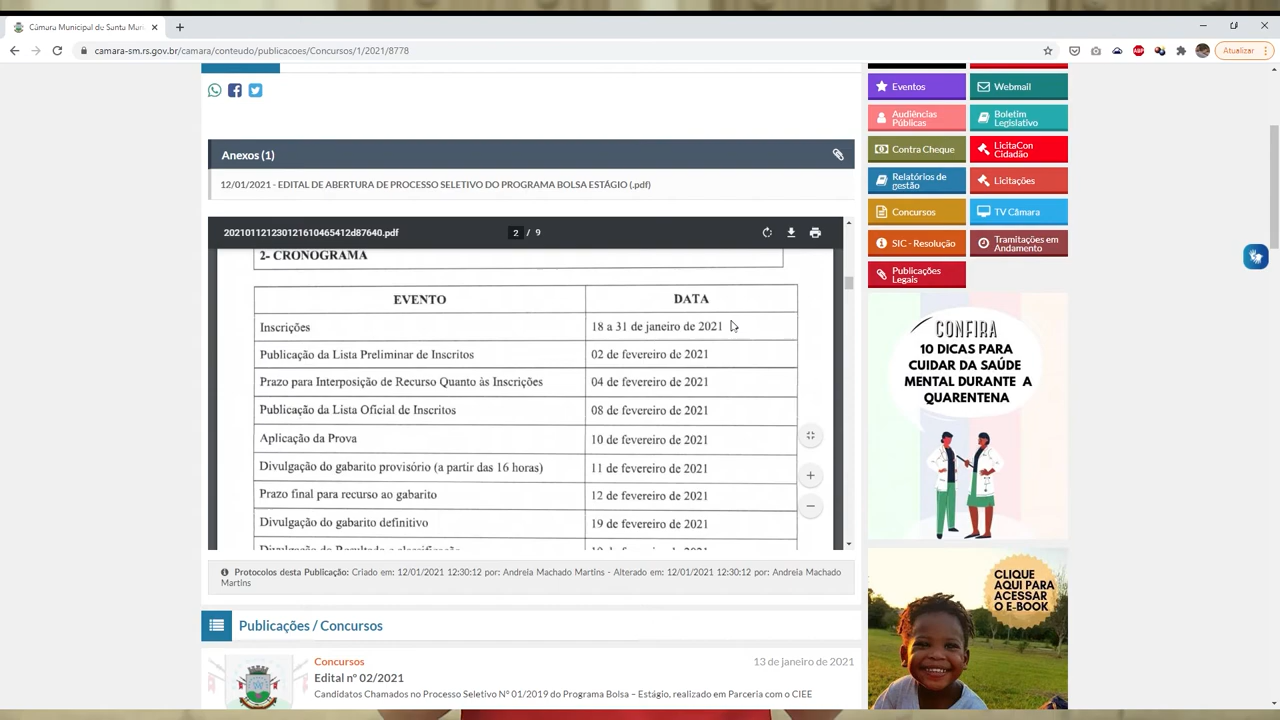 Câmara Municipal de Santa Mari
camara-sm.rs.gov.br/camara/conteudo/publicacoes/Concursos/1/2021/8778
ABP
Atualizar
Eventos
Webmail
Audiências
Públicas
Boletim
Legislativo
Contra Cheque
LicitaCon
Cidadão
Relatórios de
gestão
Licitações
Concursos
TV Câmara
SIC - Resolução
Tramitações em
Andamento
Publicações
Legais
Anexos (1)
12/01/2021 - EDITAL DE ABERTURA DE PROCESSO SELETIVO DO PROGRAMA BOLSA ESTÁGIO (.pdf)
202101121230121610465412d87640.pdf
2 / 9
2- CRONOGRAMA
EVENTO DATA
Inscrições 18 a 31 de janeiro de 2021
Publicação da Lista Preliminar de Inscritos 02 de fevereiro de 2021
Prazo para Interposição de Recurso Quanto às Inscrições 04 de fevereiro de 2021
Publicação da Lista Oficial de Inscritos 08 de fevereiro de 2021
Aplicação da Prova 10 de fevereiro de 2021
Divulgação do gabarito provisório (a partir das 16 horas) 11 de fevereiro de 2021
Prazo final para recurso ao gabarito 12 de fevereiro de 2021
Divulgação do gabarito definitivo 19 de fevereiro de 2021
CONFIRA
10 DICAS PARA
CUIDAR DA SAÚDE
MENTAL DURANTE A
QUARENTENA
Protocolos desta Publicação: Criado em: 12/01/2021 12:30:12 por: Andreia Machado Martins - Alterado em: 12/01/2021 12:30:12 por: Andreia Machado
Martins
CLIQUE
AQUI PARA
ACESSAR
O E-BOOK
Publicações / Concursos
Concursos 13 de janeiro de 2021
Edital nº 02/2021
Candidatos Chamados no Processo Seletivo Nº 01/2019 do Programa Bolsa – Estágio, realizado em Parceria com o CIEE